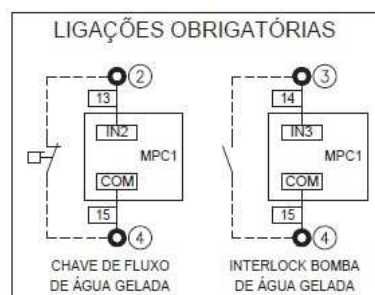 LIGAÇÕES OBRIGATÓRIAS
2
13
IN2
MPC1
COM
15
4
CHAVE DE FLUXO
DE ÁGUA GELADA
3
14
IN3
MPC1
COM
15
4
INTERLOCK BOMBA
DE ÁGUA GELADA